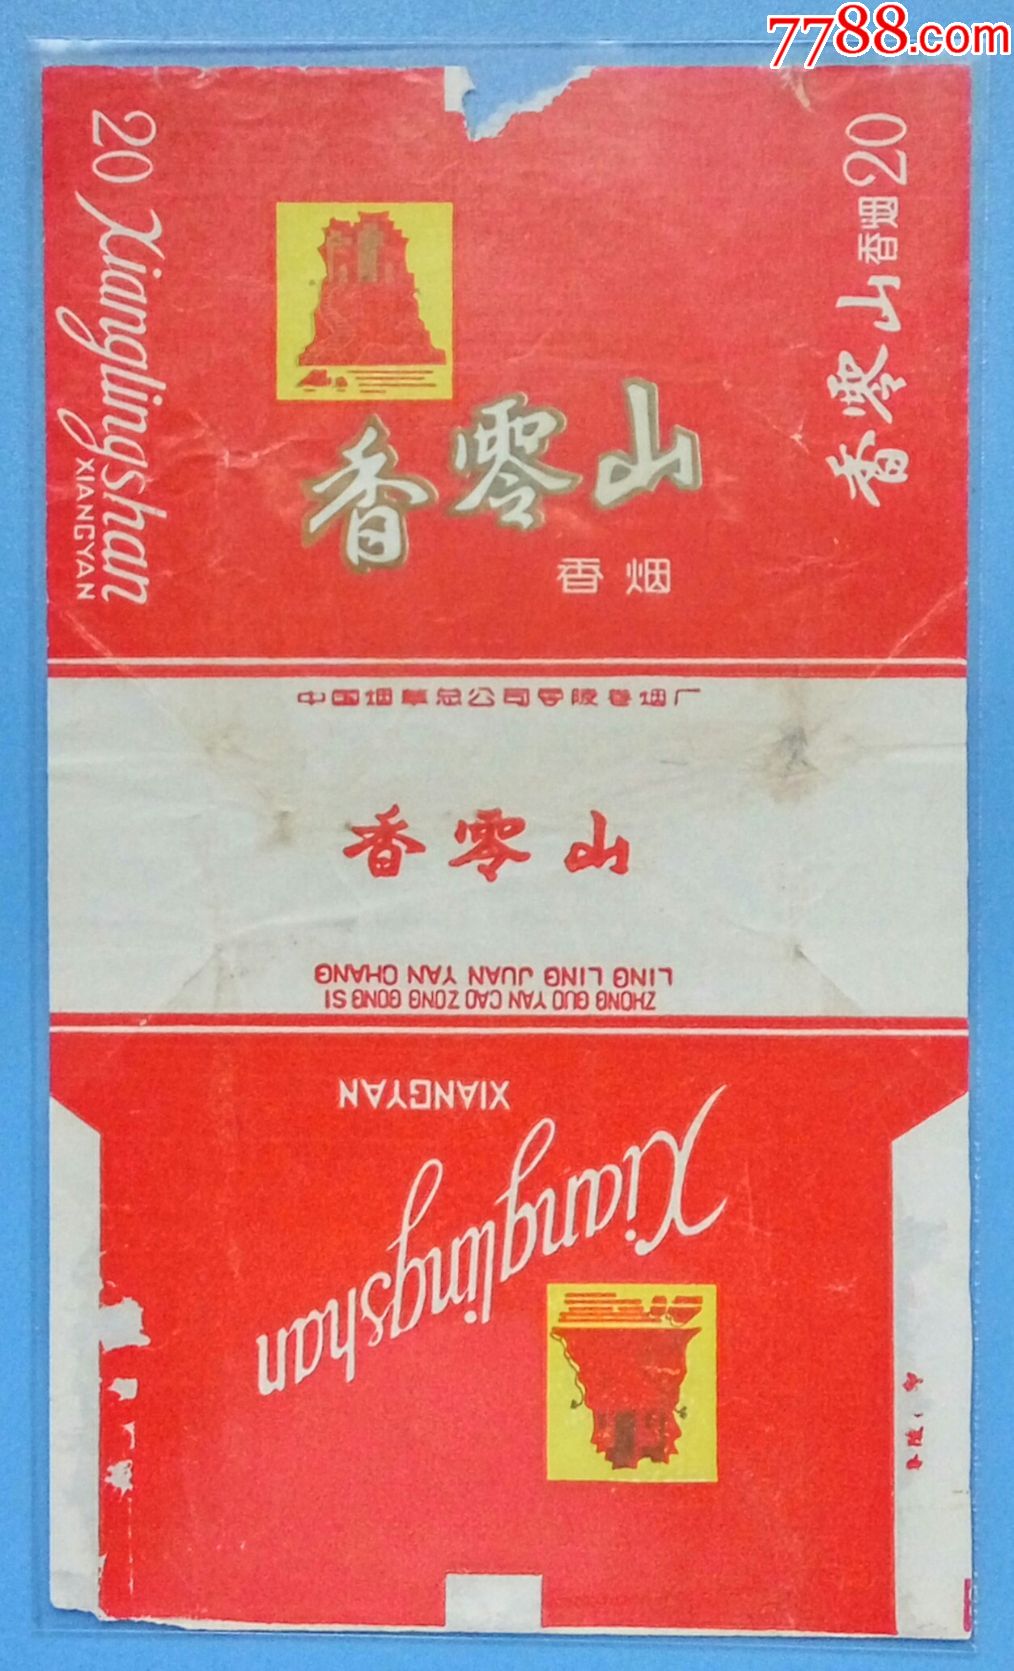 7788.com
20 Xianglingshan
XIANGYAN
香零山香烟20
香零山
香烟
中国烟草总公司零陵卷烟厂
香零山
ZHONG GUO YAN CAO ZONG GONG SI
LING LING JUAN YAN CHANG
XIANGYAN
Xianglingshan